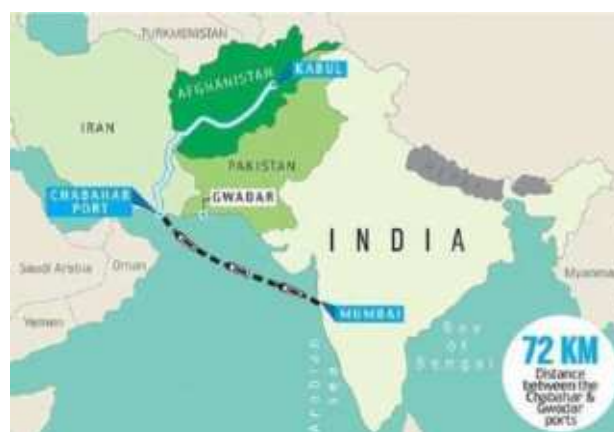 TURKMENISTAN
AFGHANISTAN
KABUL
IRAN
PAKISTAN
CHABAHAR
PORT
GWADAR
INDIA
Saudi Arabia
Oman
Yemen
Myanmar
MUMBAI
Arabian
sea
Bay
of
Bengal
72 KM
Distance
between the
Chabahar &
Gwadar
ports